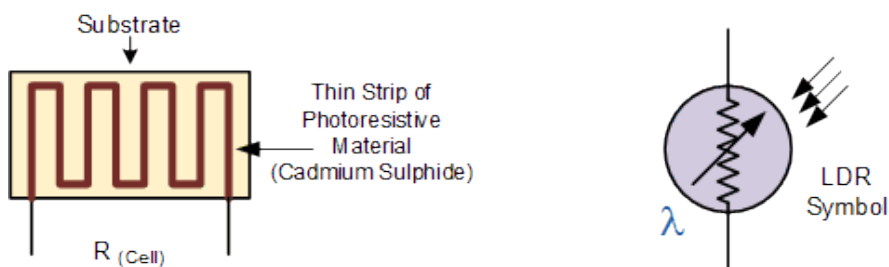 Substrate
Thin Strip of
Photoresistive
Material
(Cadmium Sulphide)
R (Cell)
λ
LDR
Symbol